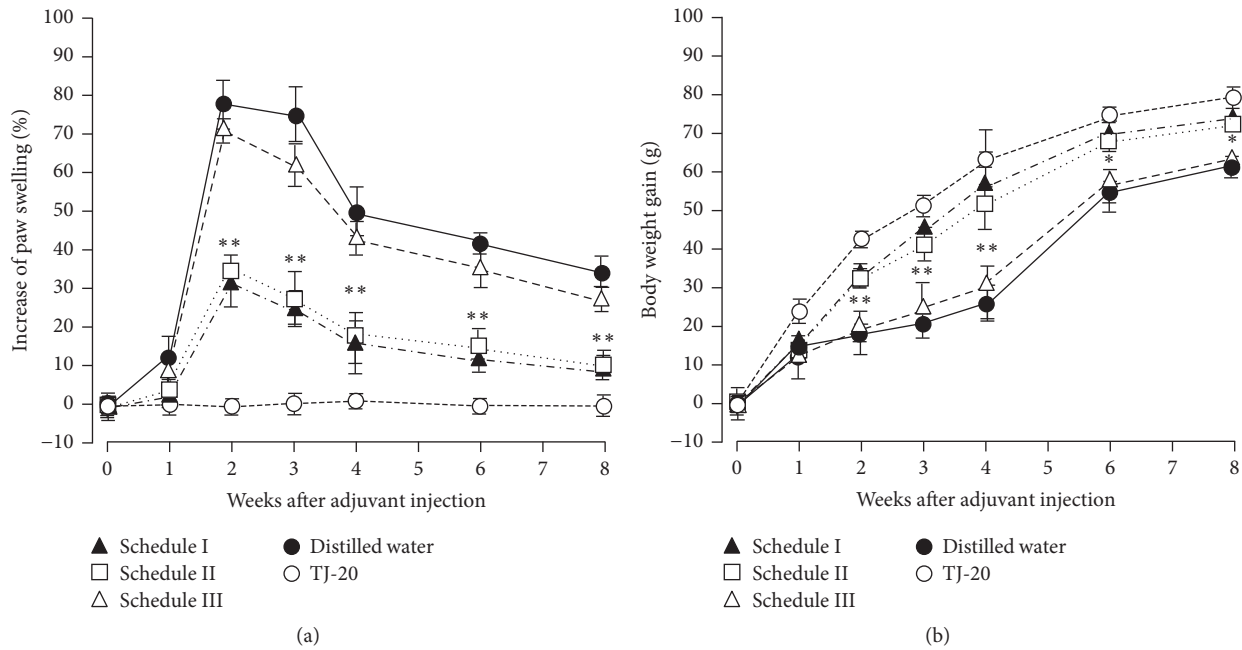 100
90
80
70
60
50
40
30
20
10
0
−10
Increase of paw swelling (%)
** ** ** ** **
0 1 2 3 4 5 6 7 8
Weeks after adjuvant injection
Schedule I
Schedule II
Schedule III
Distilled water
TJ-20
(a)
100
90
80
70
60
50
40
30
20
10
0
−10
Body weight gain (g)
** ** ** * *
0 1 2 3 4 5 6 7 8
Weeks after adjuvant injection
Schedule I
Schedule II
Schedule III
Distilled water
TJ-20
(b)